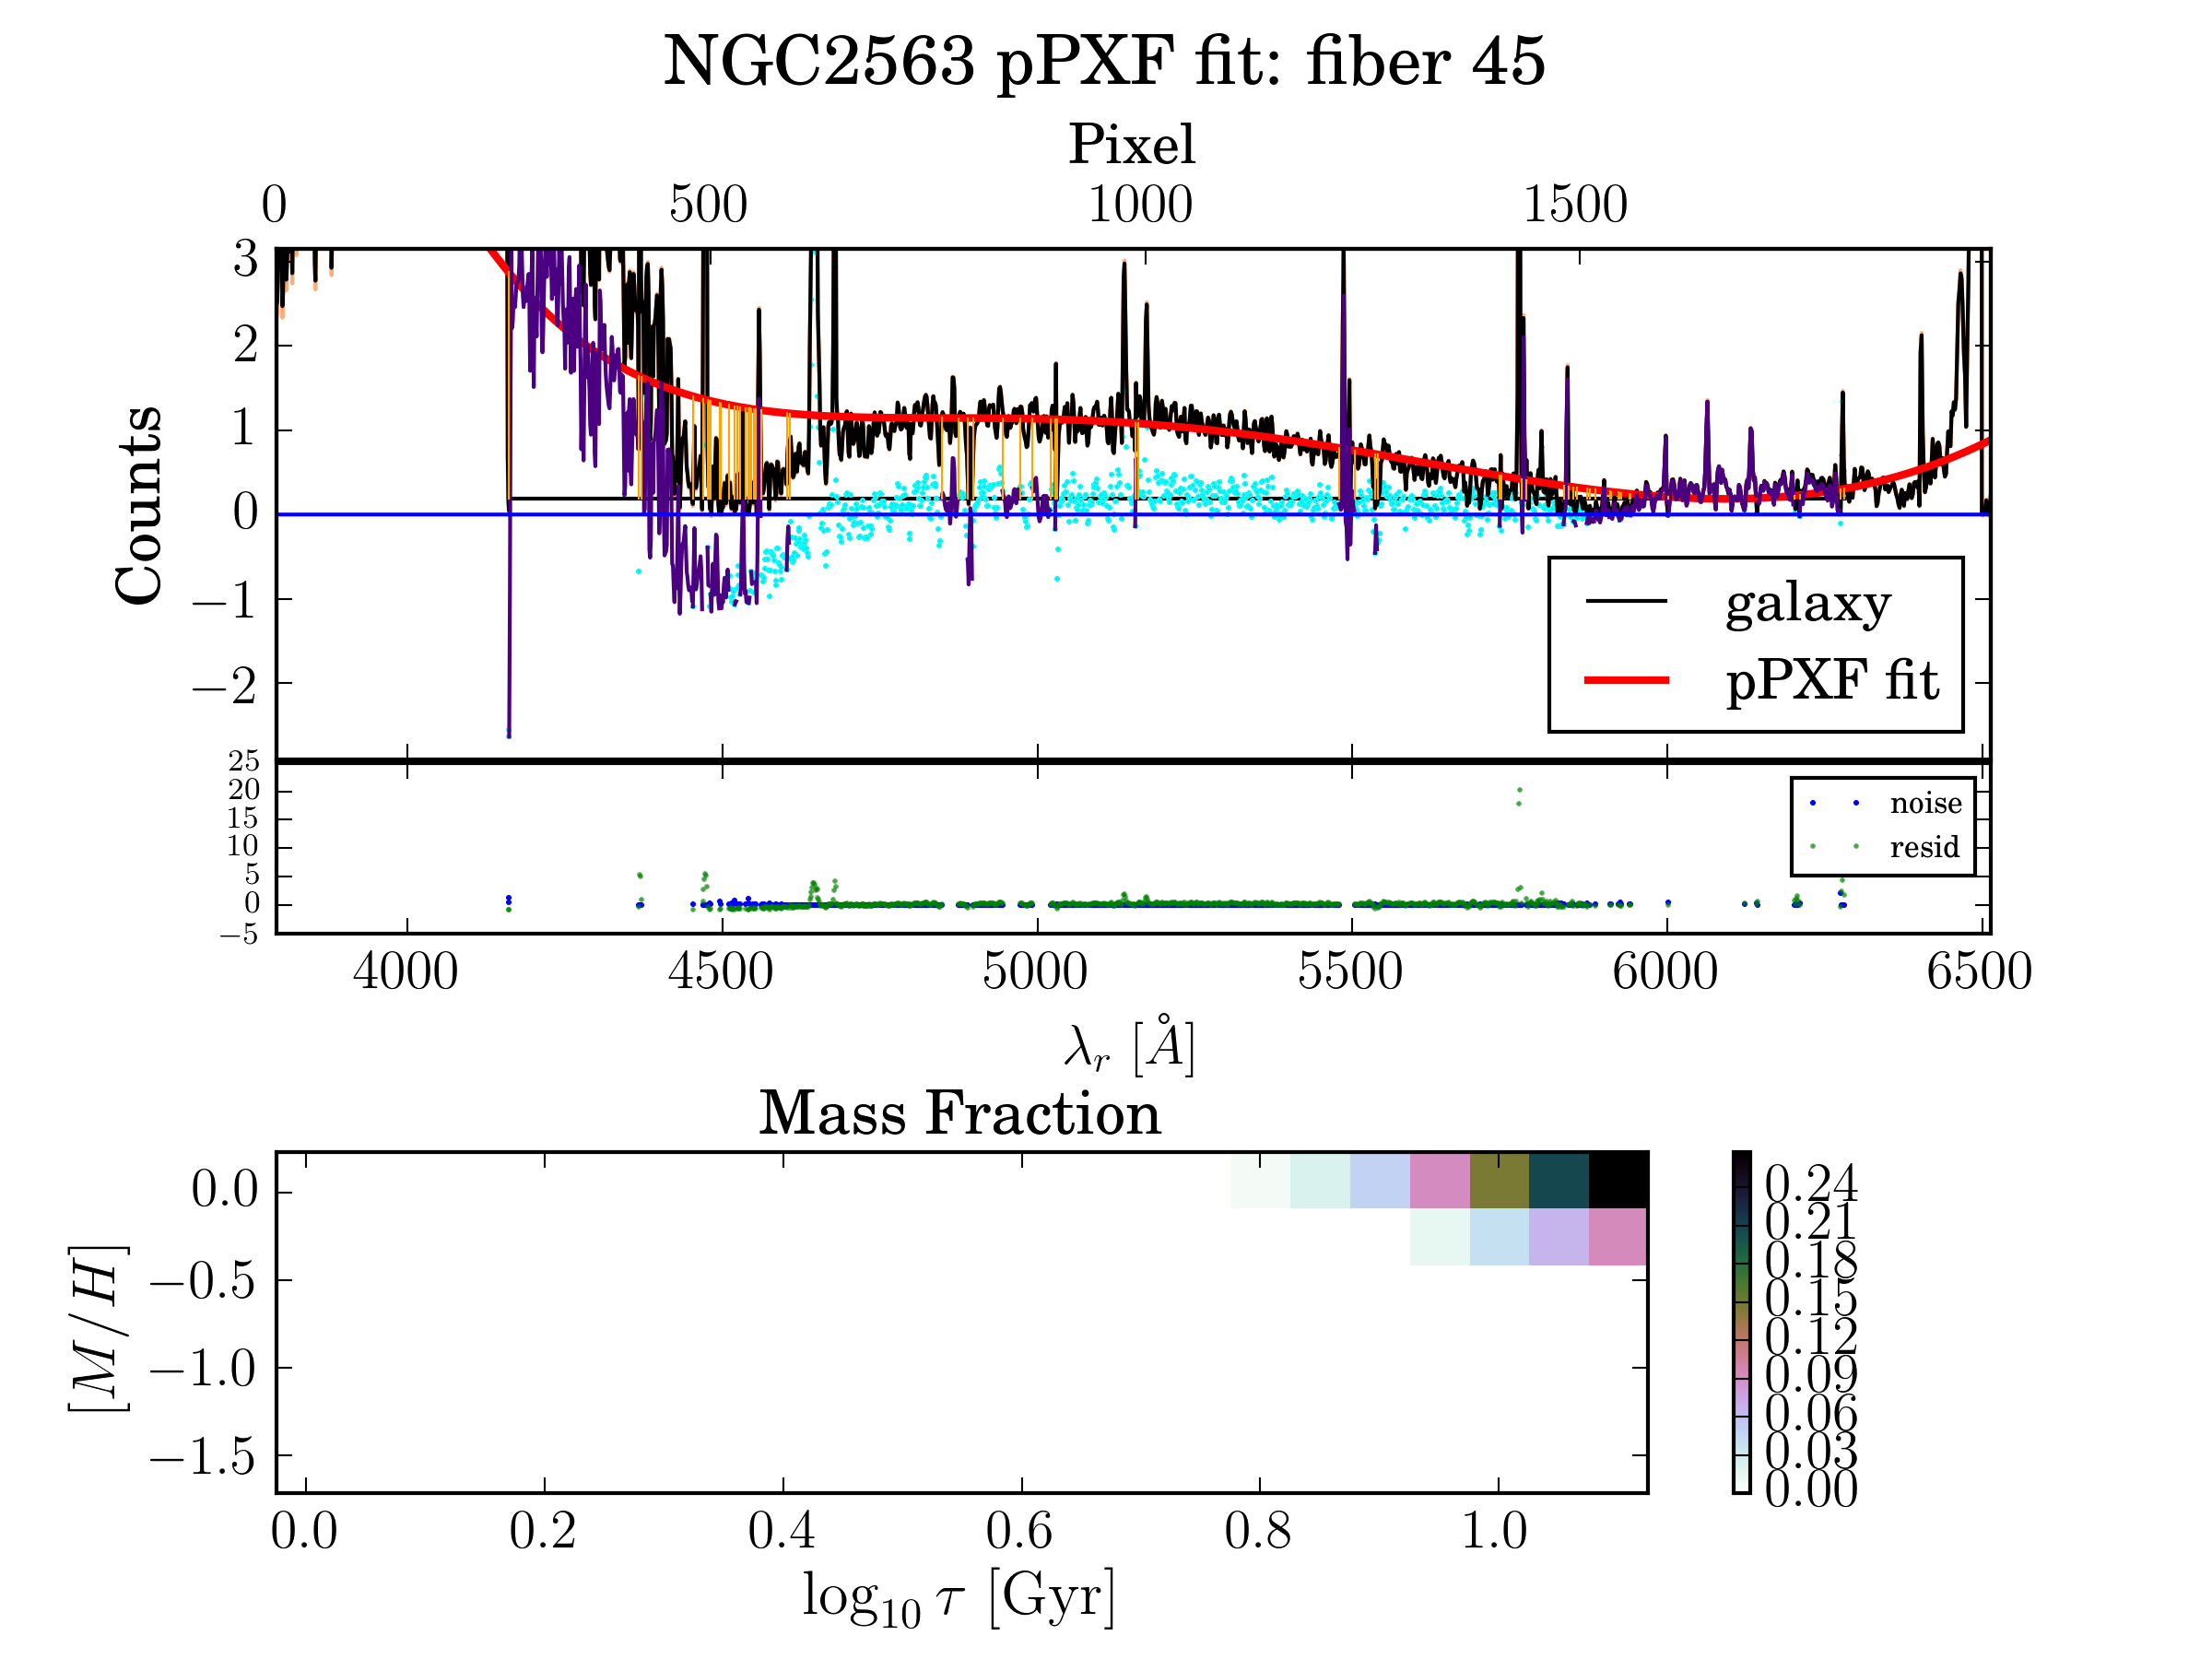 NGC2563 pPXF fit: fiber 45
Pixel
0 500 1000 1500
3
2
1
0
−1
−2
Counts
galaxy
pPXF fit
25
20
15
10
5
0
−5
noise
resid
4000 4500 5000 5500 6000 6500
λr [Å]
Mass Fraction
0.0
−0.5
−1.0
−1.5
[M/H]
0.24
0.21
0.18
0.15
0.12
0.09
0.06
0.03
0.00
0.0 0.2 0.4 0.6 0.8 1.0
log10 τ [Gyr]